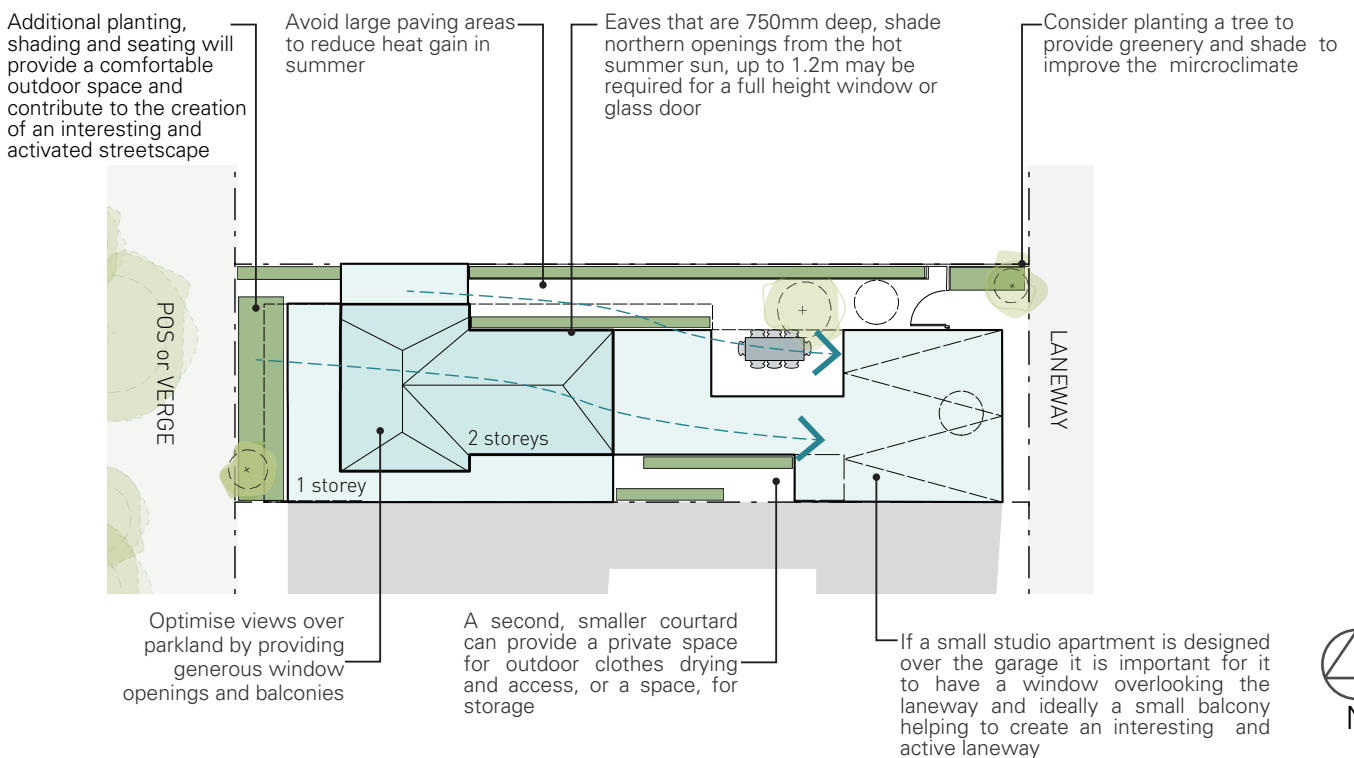 Additional planting,
shading and seating will
provide a comfortable
outdoor space and
contribute to the creation
of an interesting and
activated streetscape
Avoid large paving areas
to reduce heat gain in
summer
Eaves that are 750mm deep, shade
northern openings from the hot
summer sun, up to 1.2m may be
required for a full height window or
glass door
Consider planting a tree to
provide greenery and shade to
improve the mircroclimate
POS or VERGE
LANEWAY
2 storeys
1 storey
Optimise views over
parkland by providing
generous window
openings and balconies
A second, smaller courtard
can provide a private space
for outdoor clothes drying
and access, or a space, for
storage
If a small studio apartment is designed
over the garage it is important for it
to have a window overlooking the
laneway and ideally a small balcony
helping to create an interesting and
active laneway
N